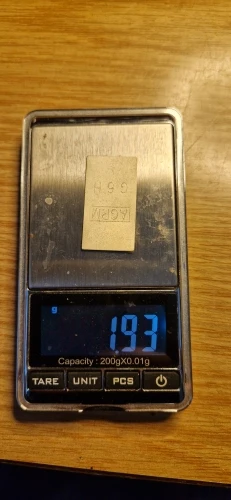 g
193
Capacity : 200gX0.01g
TARE UNIT PCS